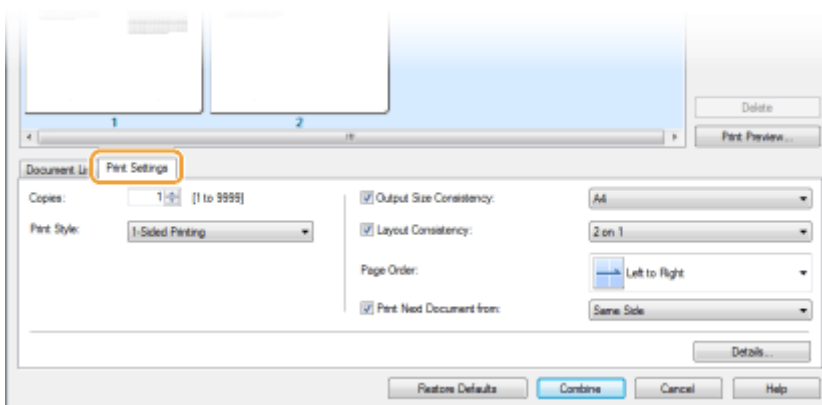 1
2
Delete
Print Preview...
Document Li
Print Settings
Copies:
1
[1 to 9999]
Output Size Consistency:
A4
Print Style:
1-Sided Printing
Layout Consistency:
2 on 1
Page Order:
Left to Right
Print Next Document from:
Same Side
Details...
Restore Defaults
Combine
Cancel
Help